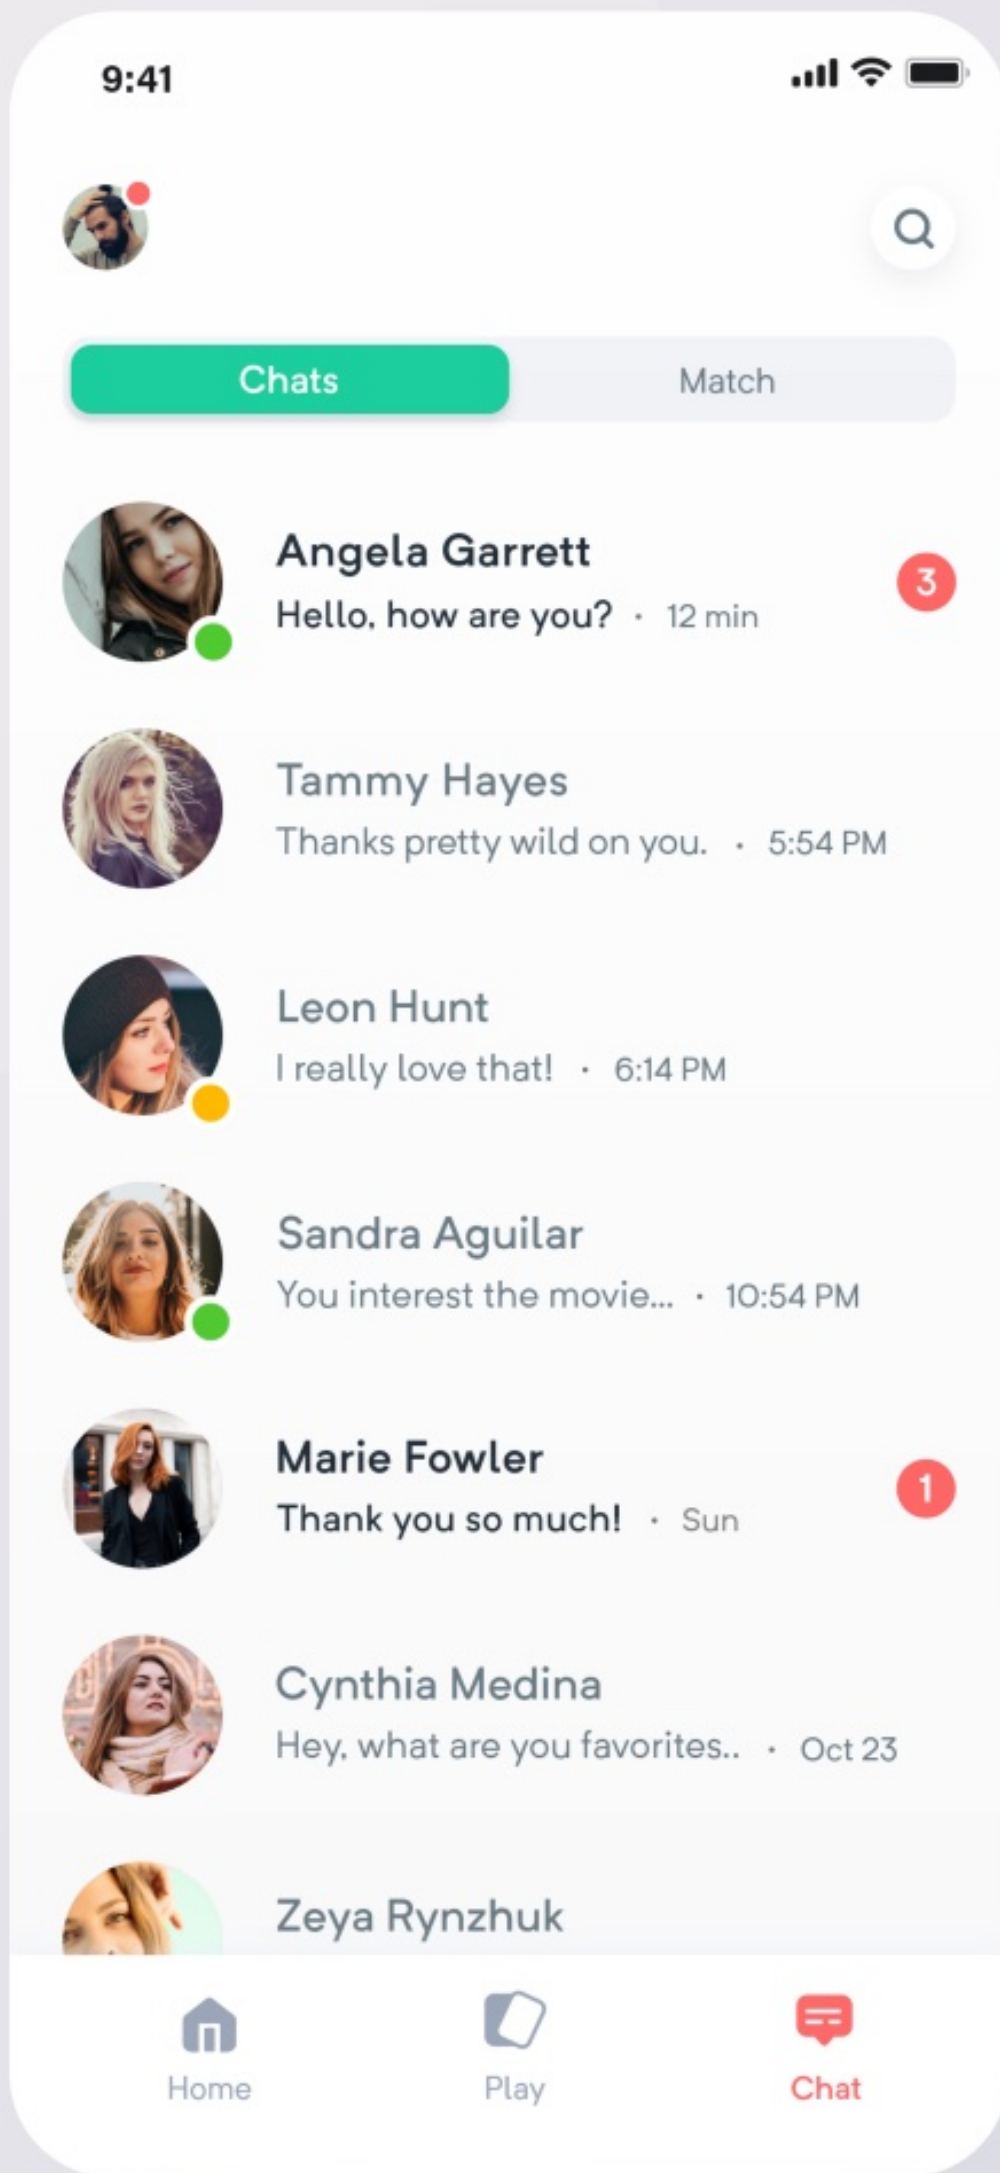 9:41
Chats Match
Angela Garrett
Hello, how are you? · 12 min
3
Tammy Hayes
Thanks pretty wild on you. · 5:54 PM
Leon Hunt
I really love that! · 6:14 PM
Sandra Aguilar
You interest the movie... · 10:54 PM
Marie Fowler
Thank you so much! · Sun
1
Cynthia Medina
Hey, what are you favorites.. · Oct 23
Zeya Rynzhuk
Home Play Chat